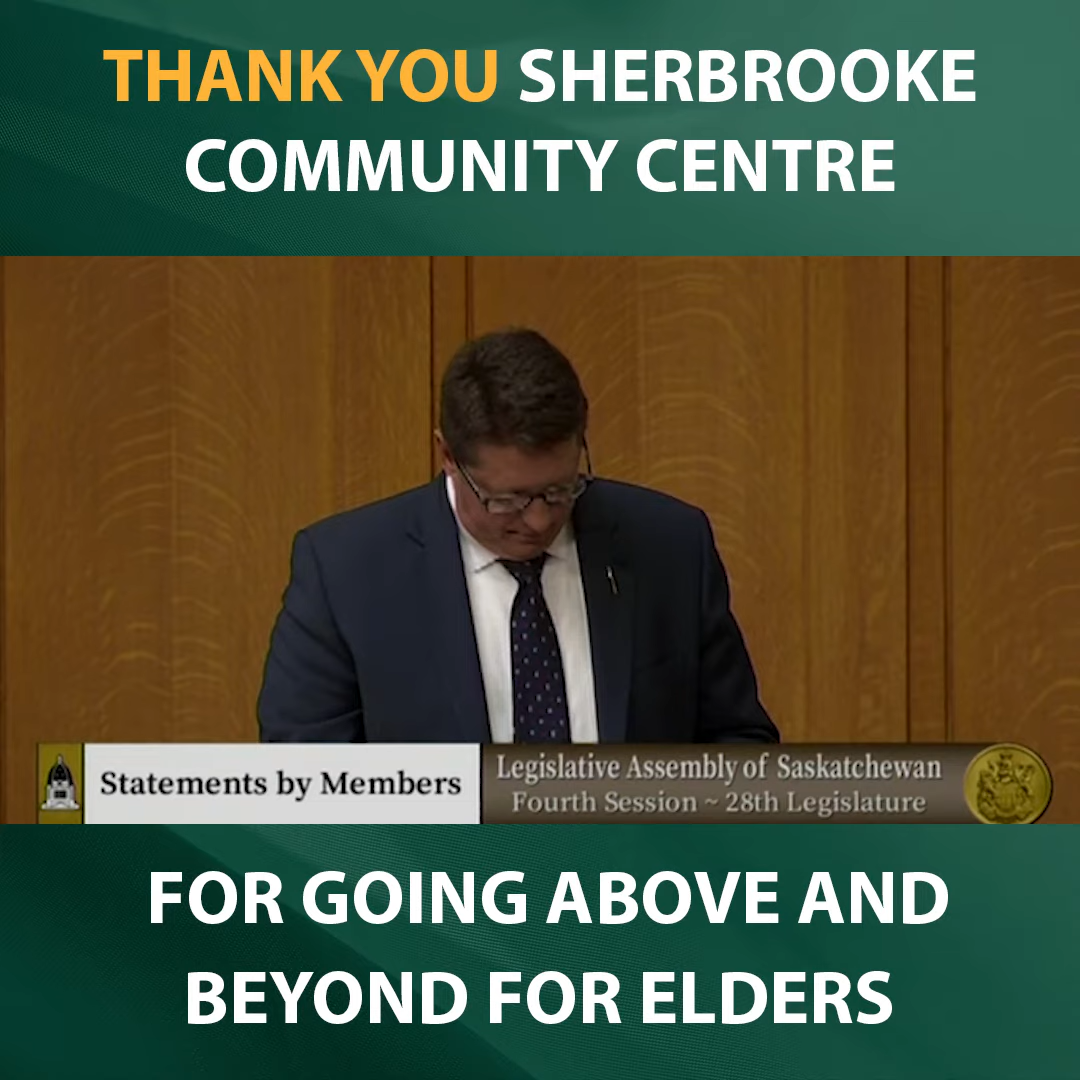 THANK YOU SHERBROOKE
COMMUNITY CENTRE
Statements by Members
Legislative Assembly of Saskatchewan
Fourth Session ~ 28th Legislature
FOR GOING ABOVE AND
BEYOND FOR ELDERS